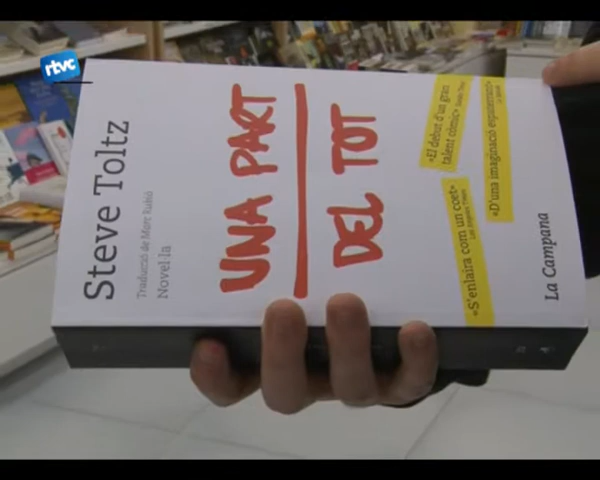 rtvc
Steve Toltz
Traducció de Marc Rubió
Novel·la
UNA PART
DEL TOT
«El debut d'un gran
talent còmic»
«D'una imaginació espaterrant»
«S'enlaira com un coet»
La Campana